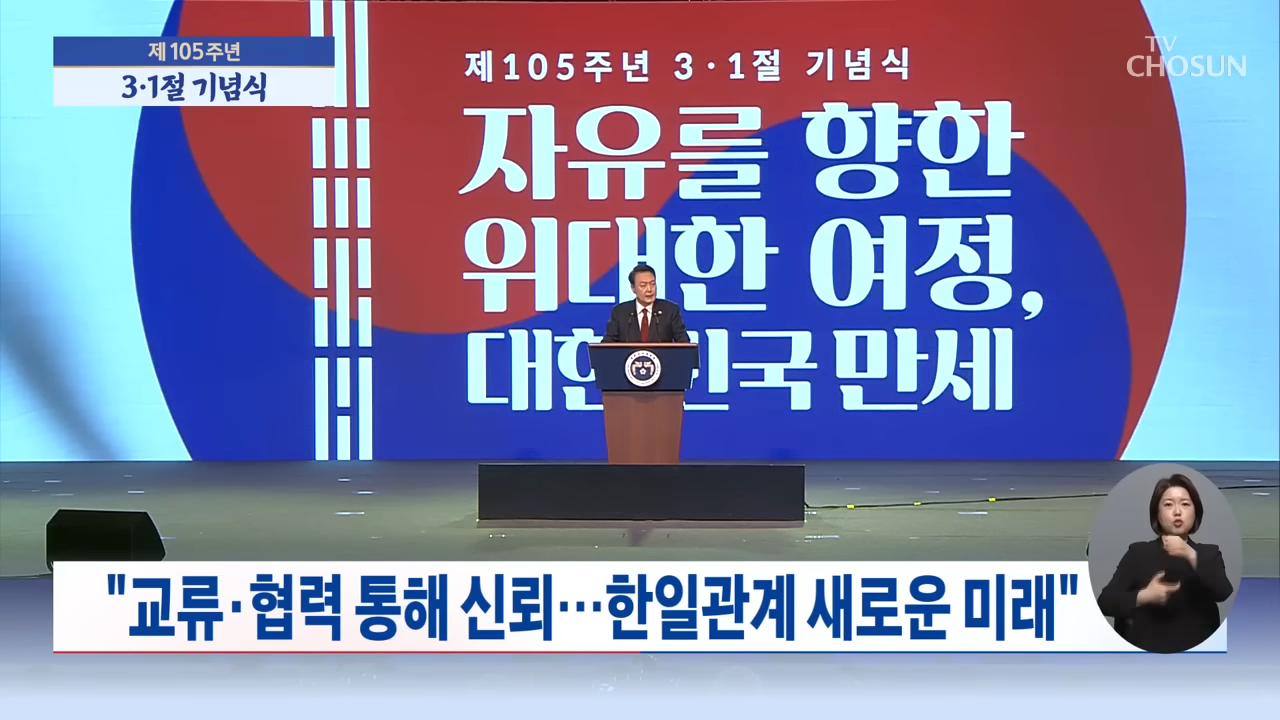 제105주년
3·1절 기념식
TV
CHOSUN
제105주년 3·1절 기념식
자유를 향한
위대한 여정,
대한민국 만세
"교류·협력 통해 신뢰…한일관계 새로운 미래"